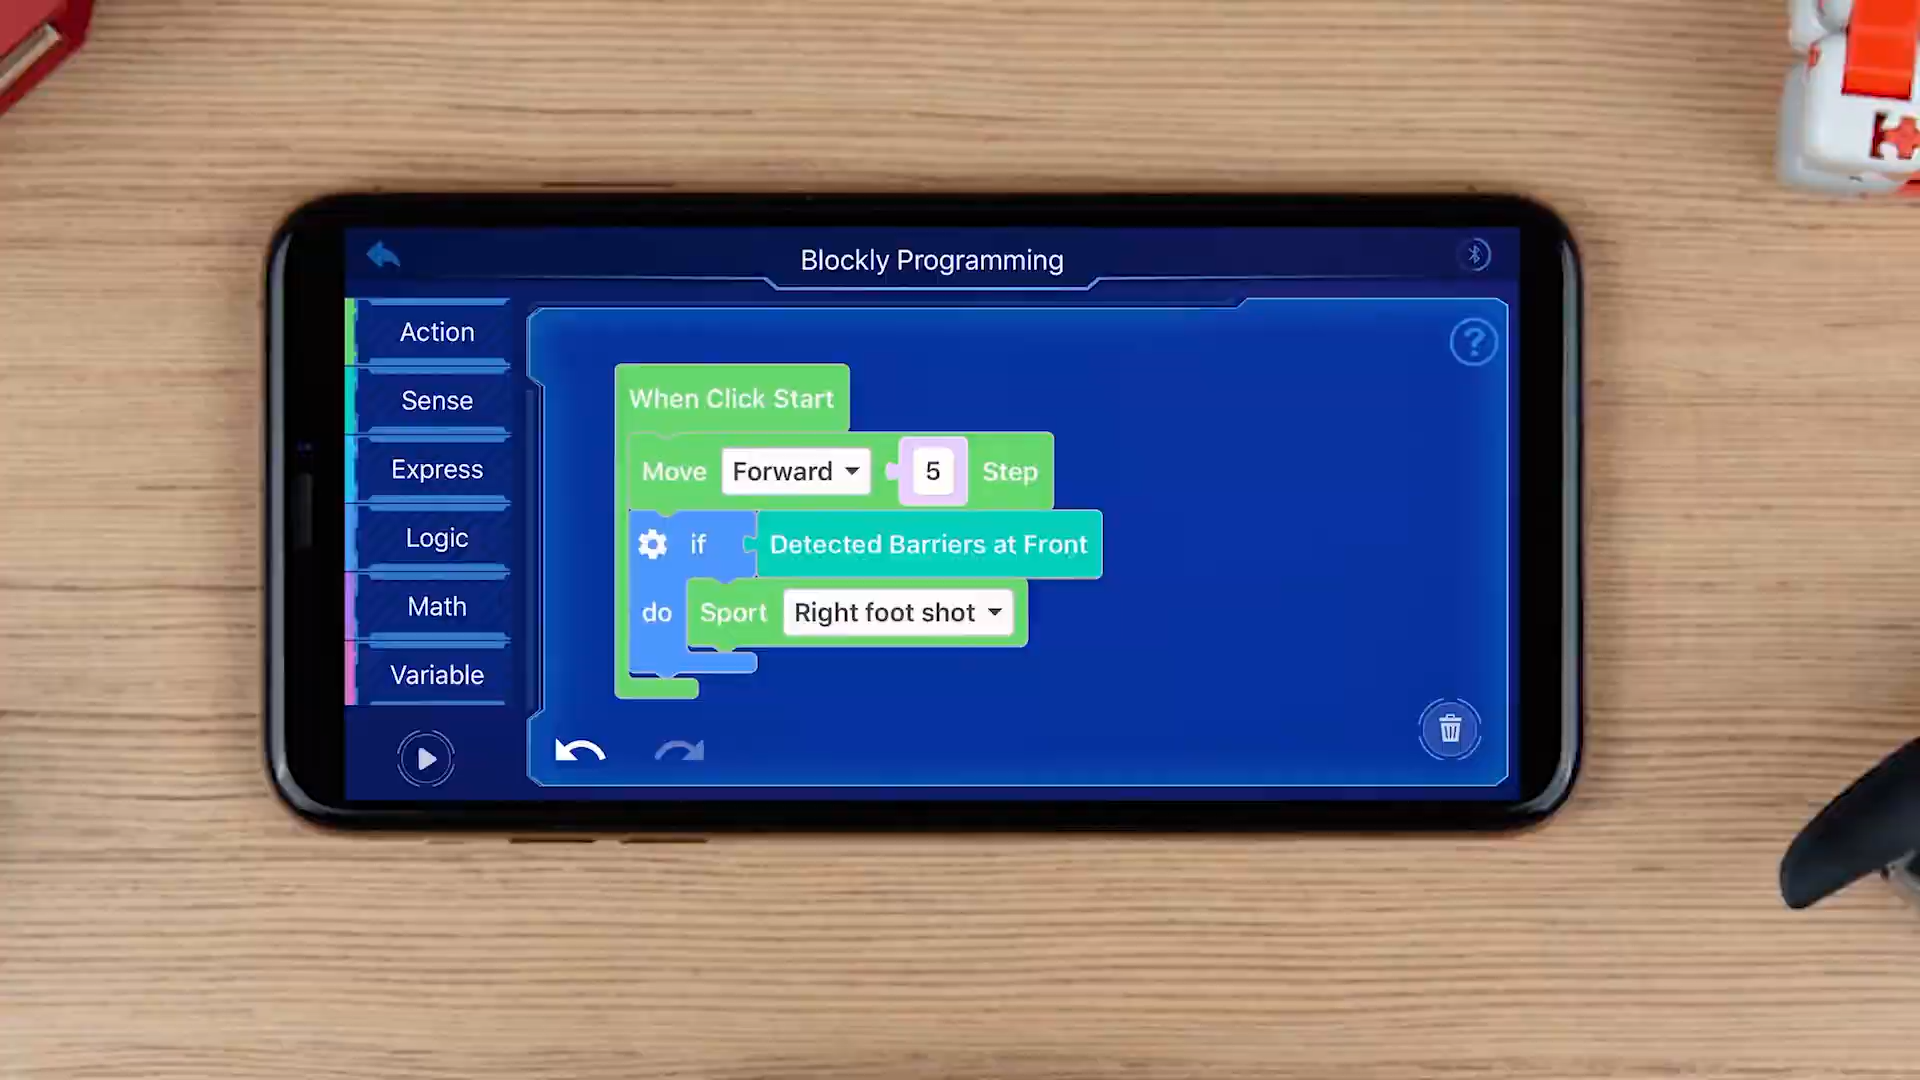 Blockly Programming
Action
Sense
Express
Logic
Math
Variable
When Click Start
Move Forward 5 Step
if Detected Barriers at Front
do Sport Right foot shot
?